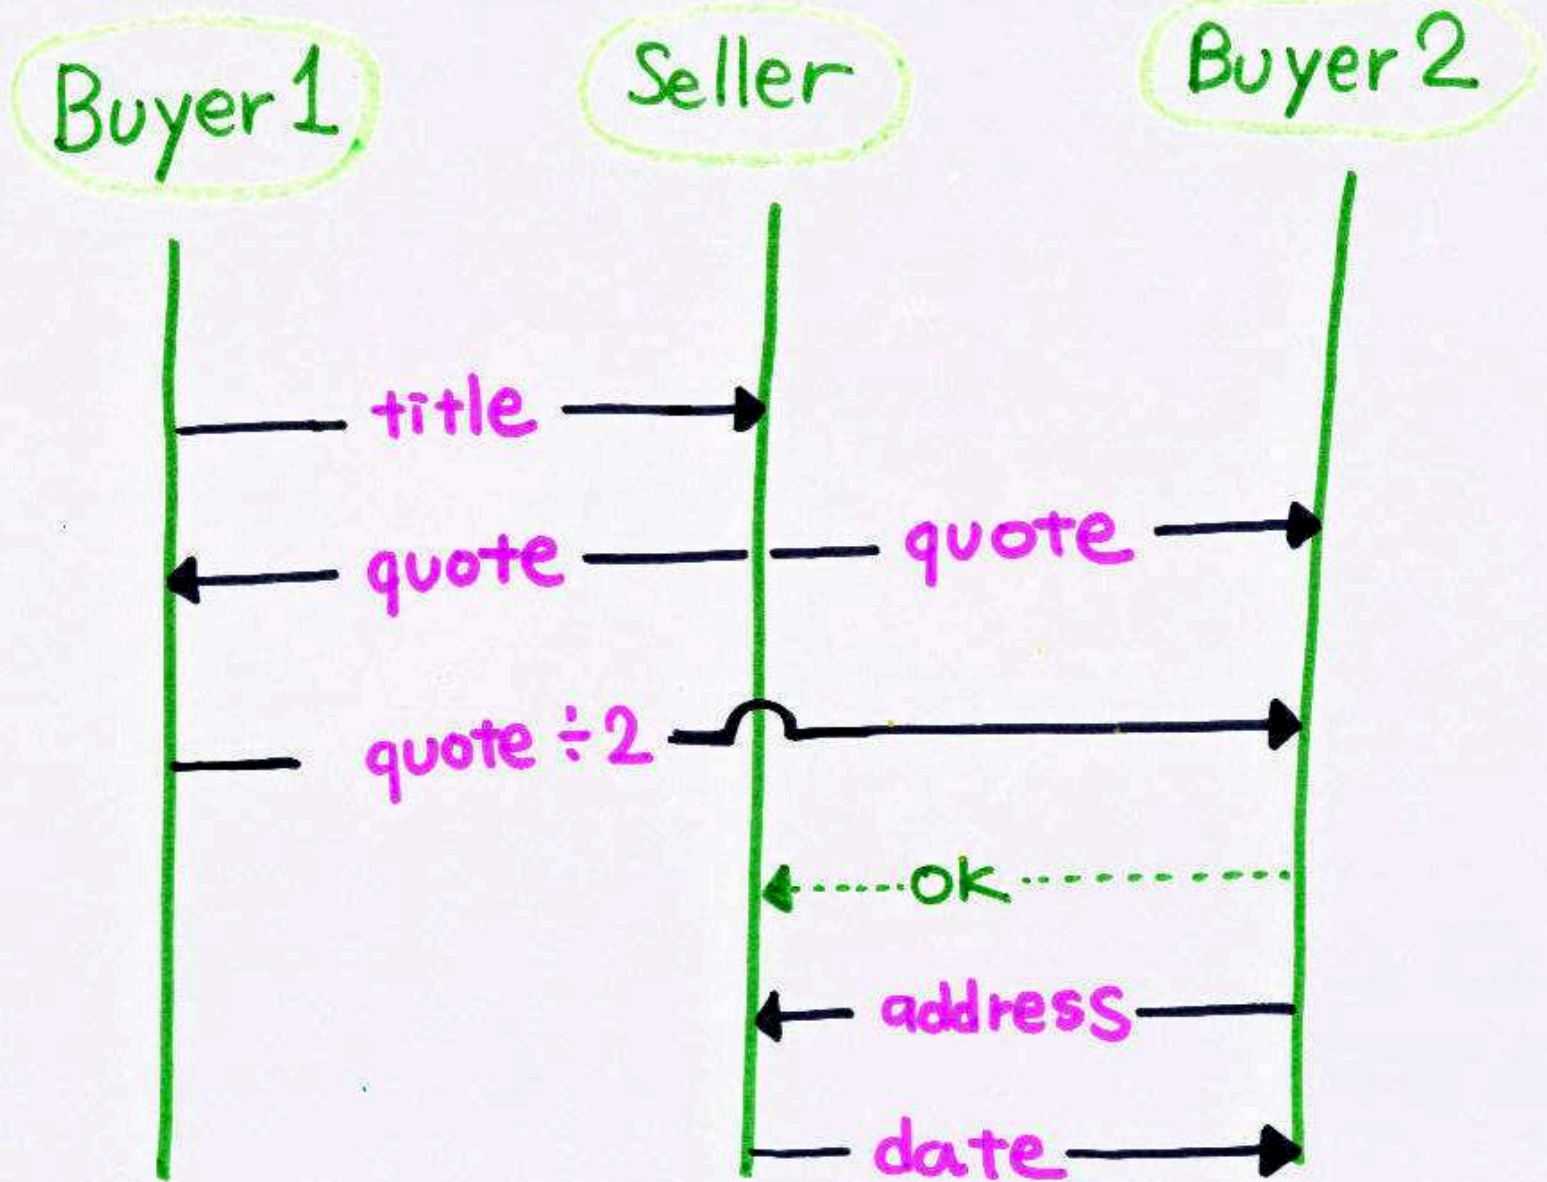 Buyer 1
Seller
Buyer 2
title
quote
quote
quote ÷2
ok
address
date